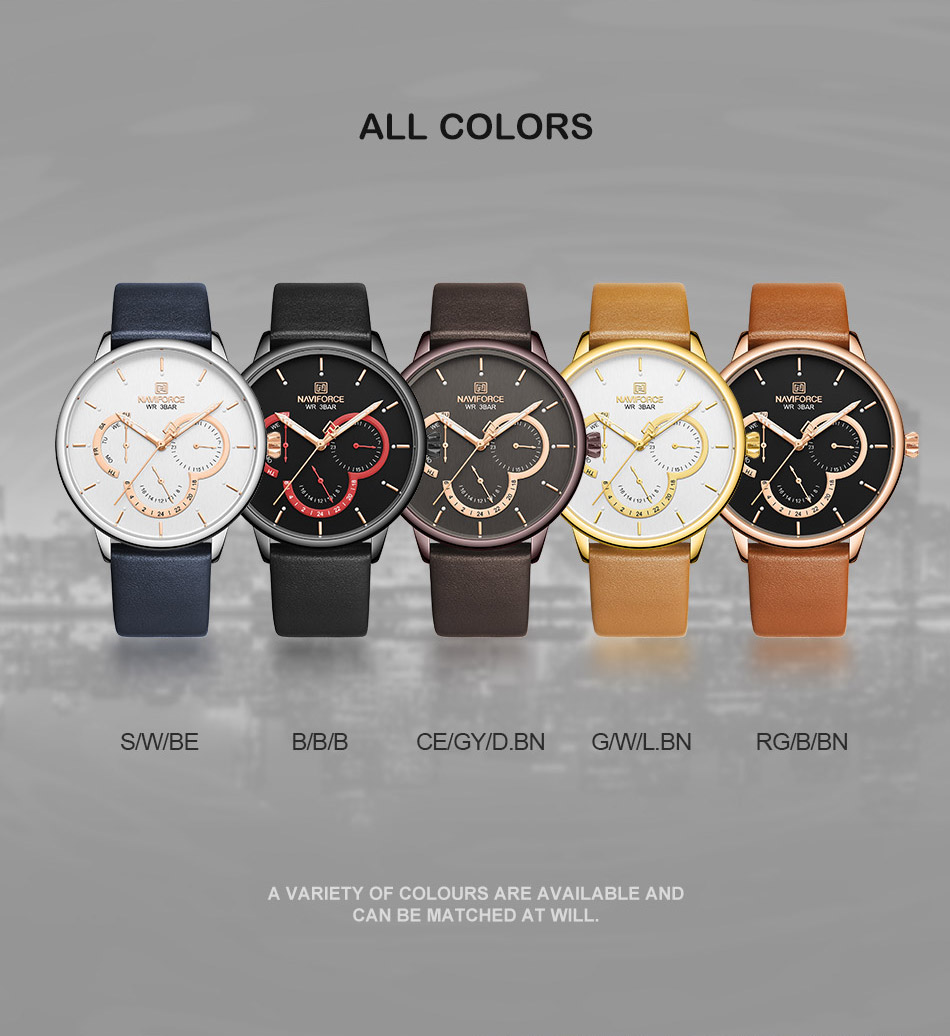 ALL COLORS
NAVIFORCE
WR 3BAR
NAVIFORCE
WR 3BAR
NAVIFORCE
WR 3BAR
NAVIFORCE
WR 3BAR
NAVIFORCE
WR 3BAR
S/W/BE
B/B/B
CE/GY/D.BN
G/W/L.BN
RG/B/BN
A VARIETY OF COLOURS ARE AVAILABLE AND
CAN BE MATCHED AT WILL.